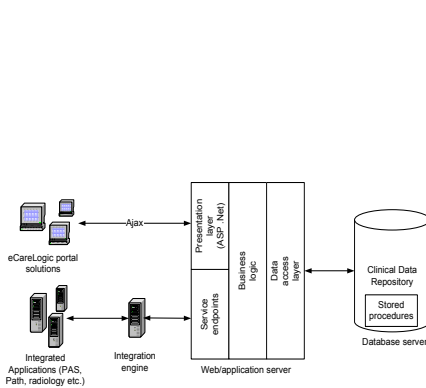 Ajax
eCareLogic portal
solutions
Presentation
layer
(ASP .Net)
Service
endpoints
Business
logic
Data
access
layer
Clinical Data
Repository
Stored
procedures
Database server
Integrated
Applications (PAS,
Path, radiology etc.)
Integration
engine
Web/application server